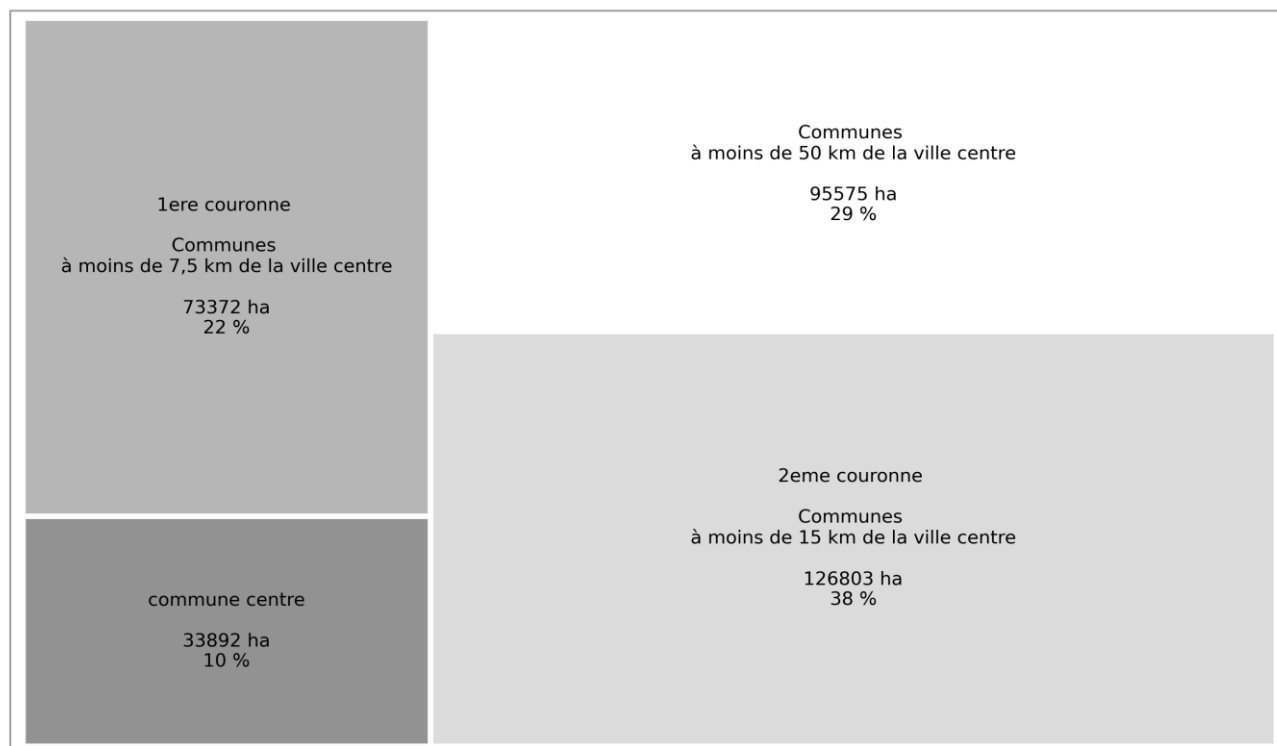 1ere couronne
Communes
à moins de 7,5 km de la ville centre
73372 ha
22 %
commune centre
33892 ha
10 %
Communes
à moins de 50 km de la ville centre
95575 ha
29 %
2eme couronne
Communes
à moins de 15 km de la ville centre
126803 ha
38 %